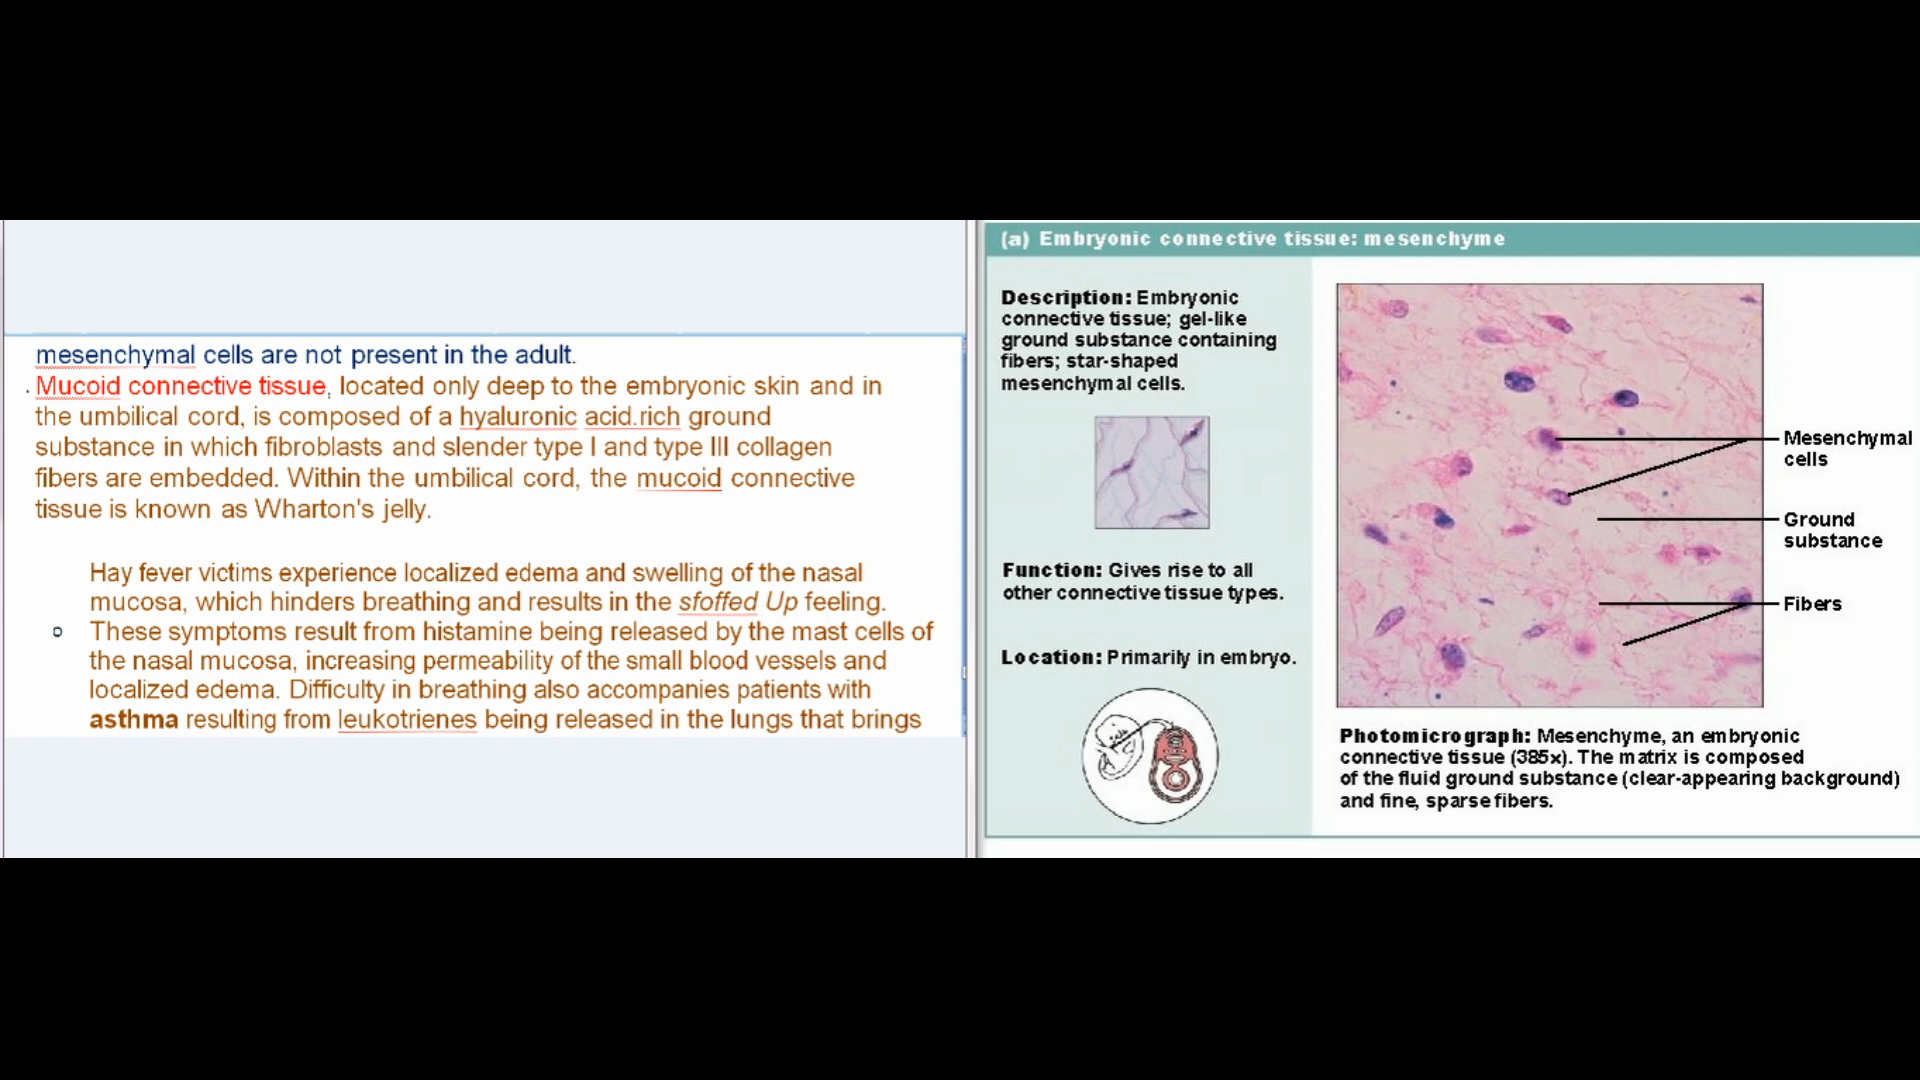 mesenchymal cells are not present in the adult.
Mucoid connective tissue, located only deep to the embryonic skin and in
the umbilical cord, is composed of a hyaluronic acid.rich ground
substance in which fibroblasts and slender type I and type III collagen
fibers are embedded. Within the umbilical cord, the mucoid connective
tissue is known as Wharton's jelly.
Hay fever victims experience localized edema and swelling of the nasal
mucosa, which hinders breathing and results in the sfoffed Up feeling.
o These symptoms result from histamine being released by the mast cells of
the nasal mucosa, increasing permeability of the small blood vessels and
localized edema. Difficulty in breathing also accompanies patients with
asthma resulting from leukotrienes being released in the lungs that brings
(a) Embryonic connective tissue: mesenchyme
Description: Embryonic
connective tissue; gel-like
ground substance containing
fibers; star-shaped
mesenchymal cells.
Function: Gives rise to all
other connective tissue types.
Location: Primarily in embryo.
Mesenchymal
cells
Ground
substance
Fibers
Photomicrograph: Mesenchyme, an embryonic
connective tissue (385x). The matrix is composed
of the fluid ground substance (clear-appearing background)
and fine, sparse fibers.